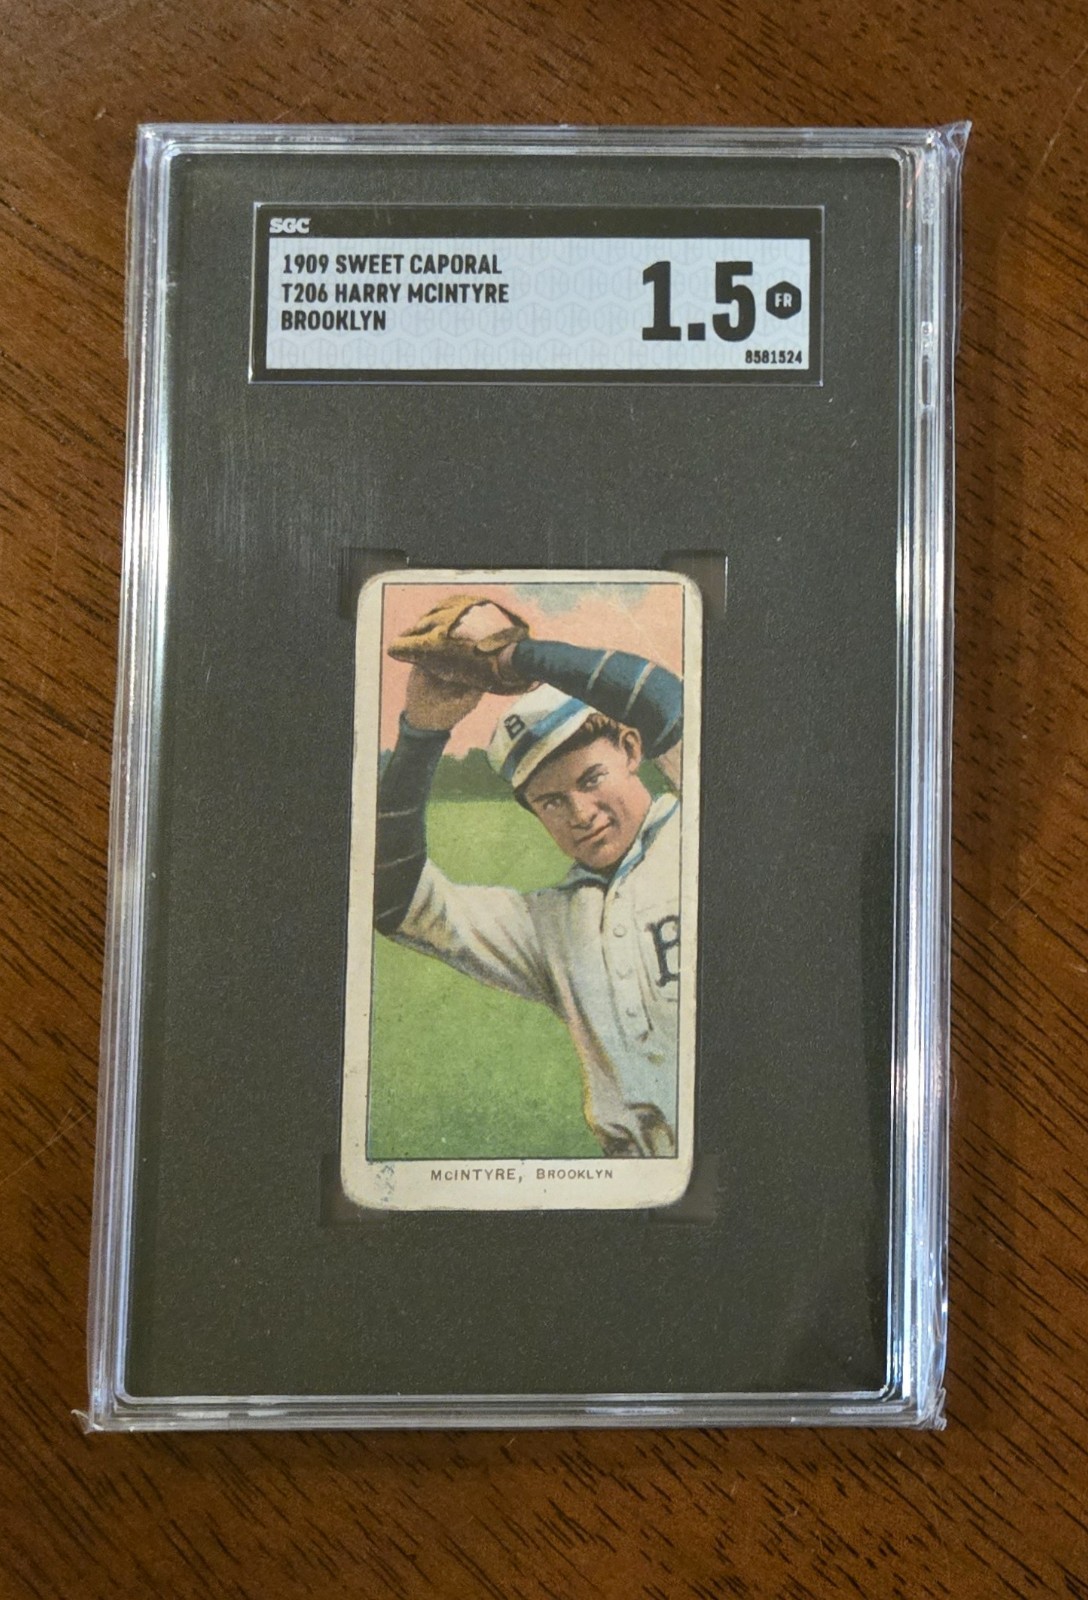 SGC
1909 SWEET CAPORAL
T206 HARRY MCINTYRE
BROOKLYN
1.5 FR
8581524
B
B
McINTYRE, BROOKLYN